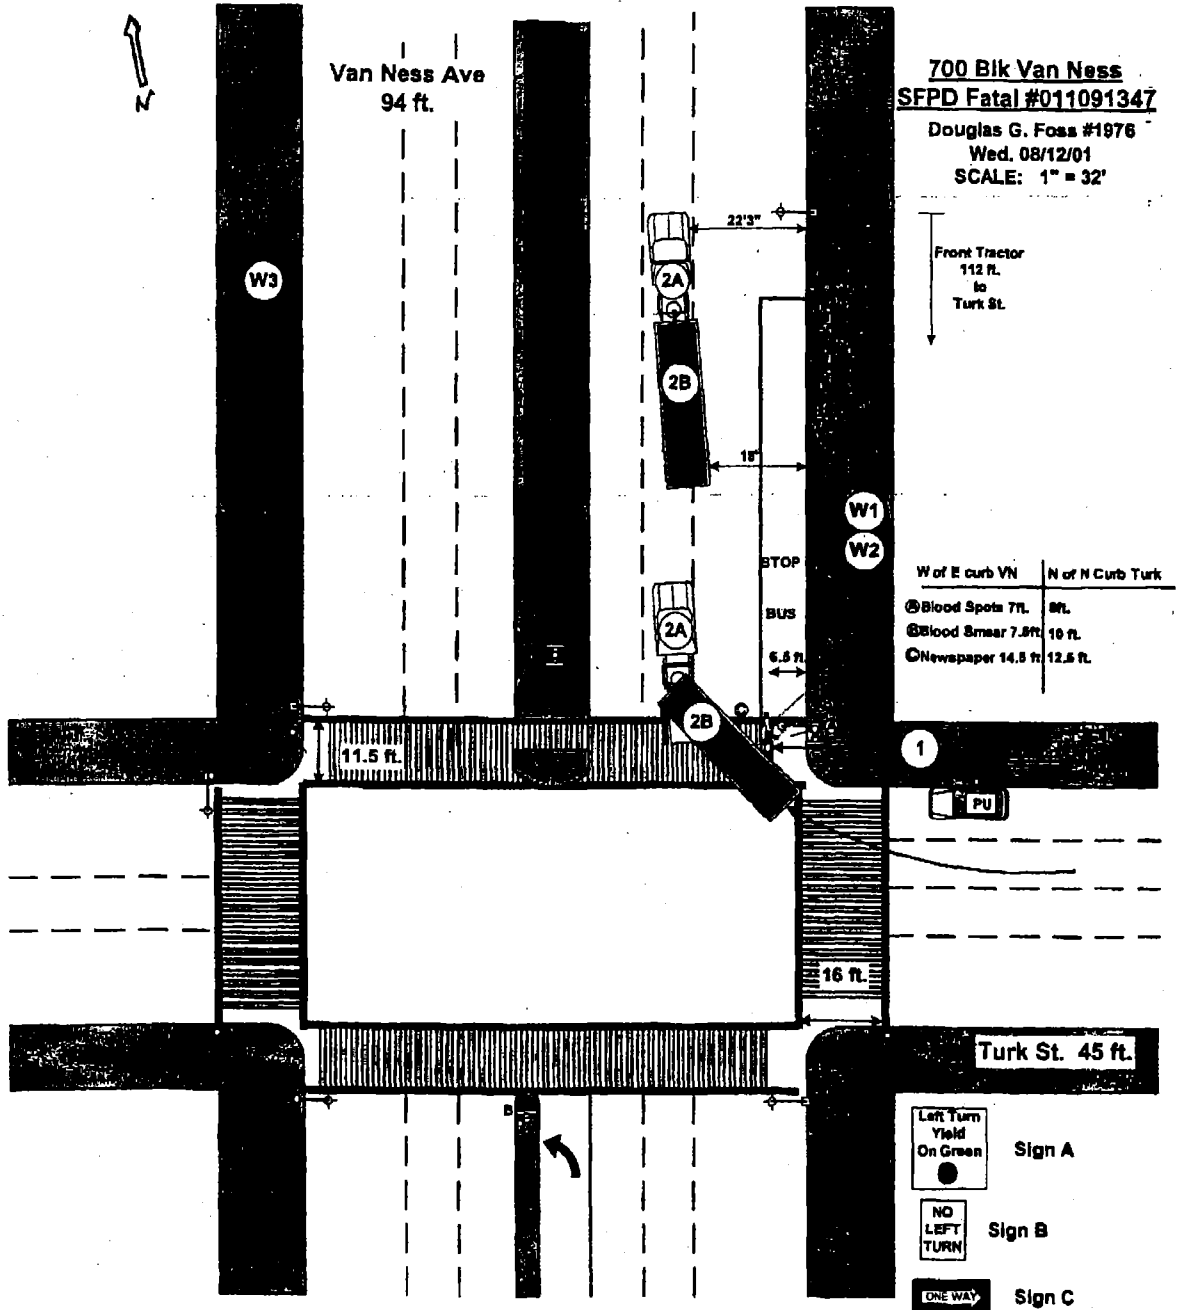 N
Van Ness Ave
94 ft.
700 Blk Van Ness
SFPD Fatal #011091347
Douglas G. Foss #1976
Wed. 08/12/01
SCALE: 1" = 32'
22'3"
Front Tractor
112 ft.
to
Turk St.
W3
2A
2B
18'
W1
W2
STOP
BUS
6.5 ft.
W of E curb VN N of N Curb Turk
A Blood Spots 7ft. 8ft.
B Blood Smear 7.5ft 10 ft.
C Newspaper 14.5 ft 12.5 ft.
2A
2B
C
11.5 ft.
1
PU
16 ft.
Turk St. 45 ft.
B
Left Turn
Yield
On Green
Sign A
NO
LEFT
TURN
Sign B
ONE WAY
Sign C